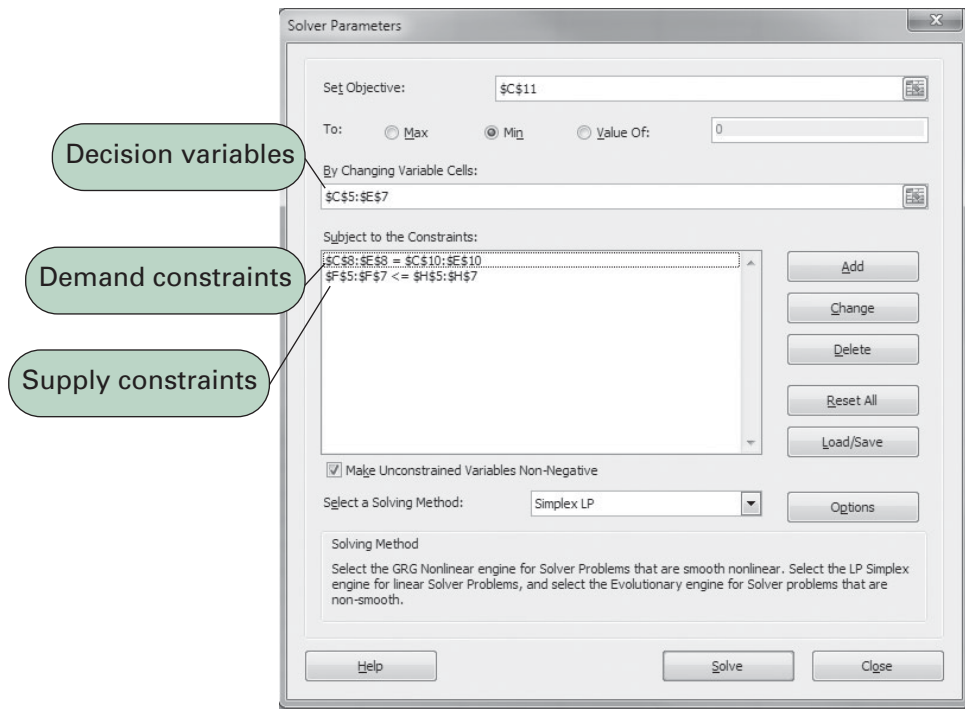 Solver Parameters
Set Objective:
$C$11
To:
Max
Min
Value Of:
0
Decision variables
By Changing Variable Cells:
$C$5:$E$7
Subject to the Constraints:
Demand constraints
$C$8:$E$8 = $C$10:$E$10
$F$5:$F$7 <= $H$5:$H$7
Supply constraints
Add
Change
Delete
Reset All
Load/Save
Make Unconstrained Variables Non-Negative
Select a Solving Method:
Simplex LP
Options
Solving Method
Select the GRG Nonlinear engine for Solver Problems that are smooth nonlinear. Select the LP Simplex
engine for linear Solver Problems, and select the Evolutionary engine for Solver problems that are
non-smooth.
Help
Solve
Close